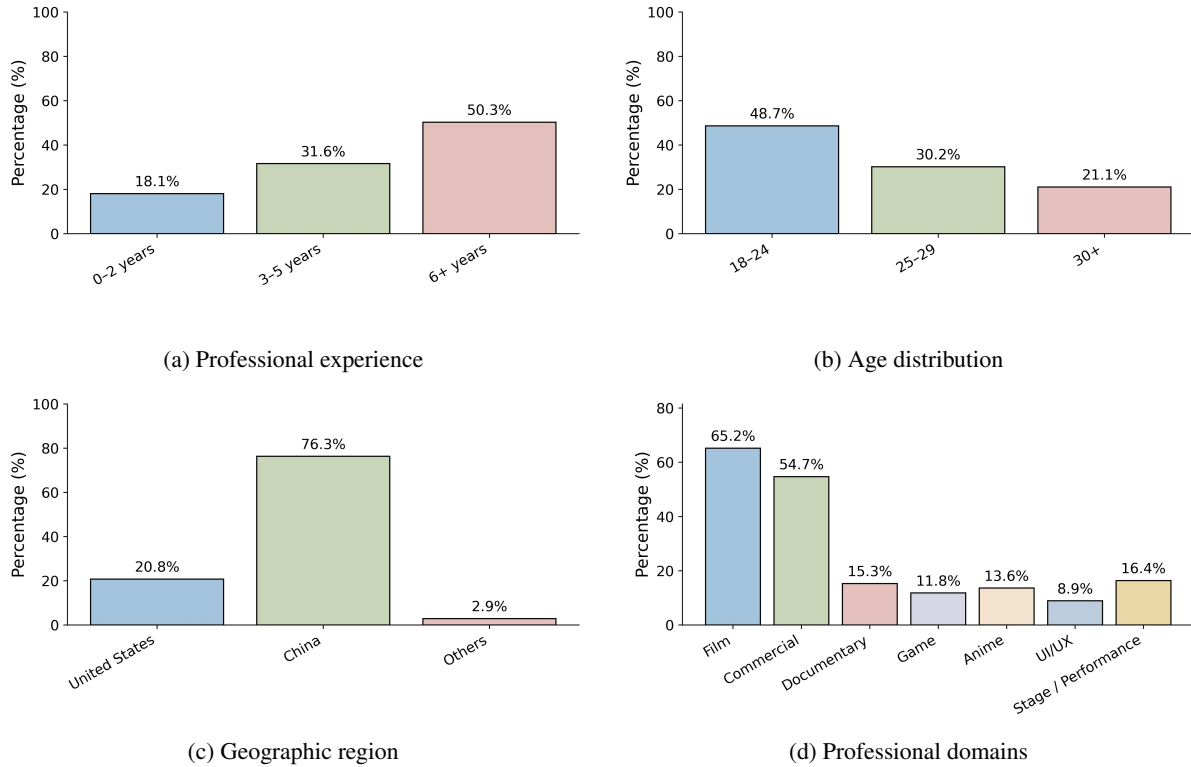 100
80
60
40
20
0
Percentage (%)
18.1%
31.6%
50.3%
0–2 years
3–5 years
6+ years
(a) Professional experience
100
80
60
40
20
0
Percentage (%)
48.7%
30.2%
21.1%
18–24
25–29
30+
(b) Age distribution
100
80
60
40
20
0
Percentage (%)
20.8%
76.3%
2.9%
United States
China
Others
(c) Geographic region
80
60
40
20
0
Percentage (%)
65.2%
54.7%
15.3%
11.8%
13.6%
8.9%
16.4%
Film
Commercial
Documentary
Game
Anime
UI/UX
Stage / Performance
(d) Professional domains